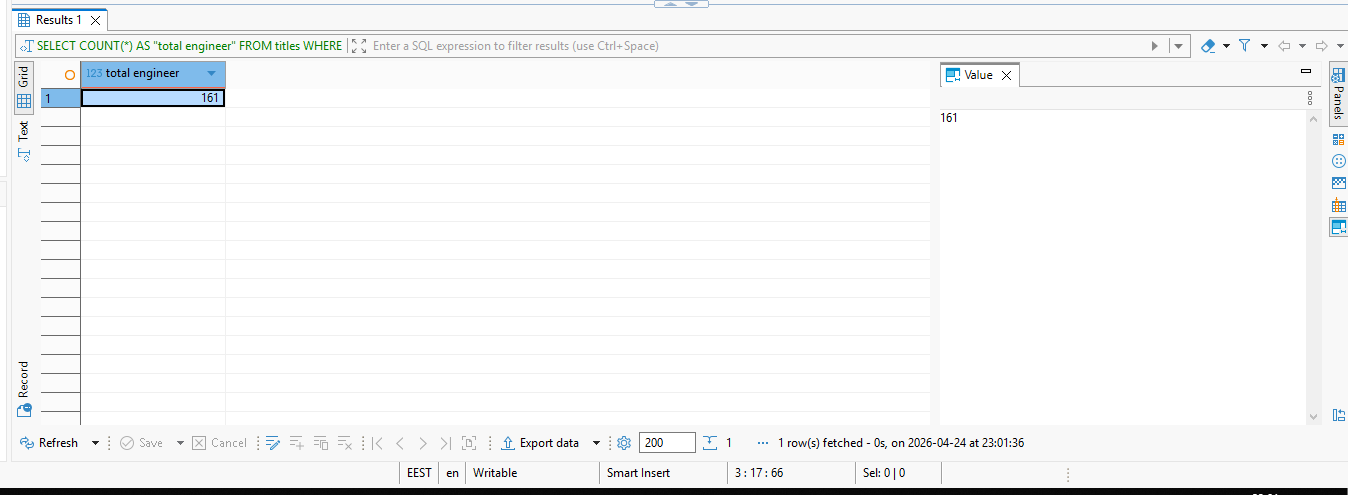 Results 1
SELECT COUNT(*) AS "total engineer" FROM titles WHERE Enter a SQL expression to filter results (use Ctrl+Space)
Grid
Text
Record
123 total engineer
1 161
Value
161
Panels
Refresh Save Cancel Export data 200 1 ... 1 row(s) fetched - 0s, on 2026-04-24 at 23:01:36
EEST en Writable Smart Insert 3 : 17 : 66 Sel: 0 | 0